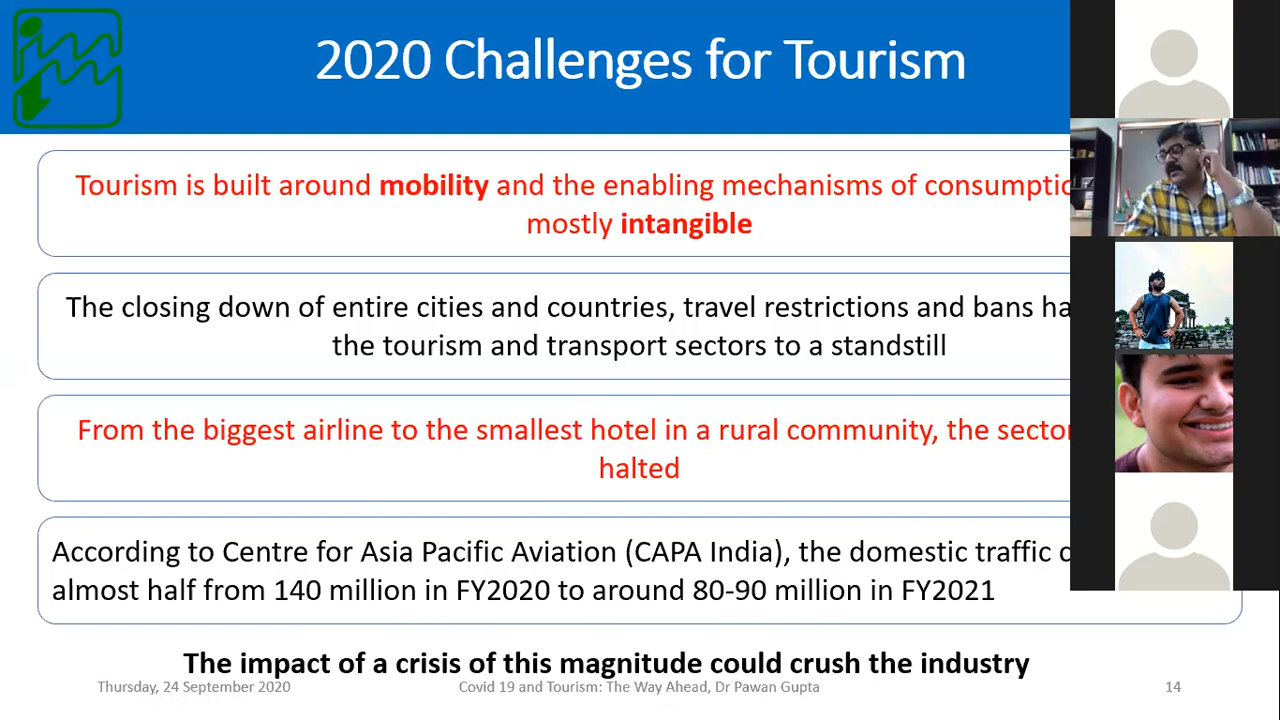 2020 Challenges for Tourism
Tourism is built around mobility and the enabling mechanisms of
mostly intangible
The closing down of entire cities and countries, travel restrictions and bans
the tourism and transport sectors to a standstill
From the biggest airline to the smallest hotel in a rural community, the
halted
According to Centre for Asia Pacific Aviation (CAPA India), the domestic traffic
almost half from 140 million in FY2020 to around 80-90 million in FY2021
The impact of a crisis of this magnitude could crush the industry
Thursday, 24 September 2020
Covid 19 and Tourism: The Way Ahead, Dr Pawan Gupta
14